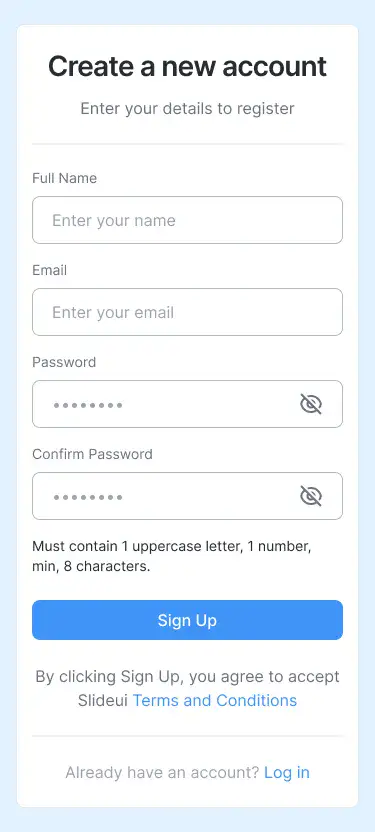 Create a new account
Enter your details to register
Full Name
Enter your name
Email
Enter your email
Password
••••••••
Confirm Password
••••••••
Must contain 1 uppercase letter, 1 number,
min, 8 characters.
Sign Up
By clicking Sign Up, you agree to accept
Slideui Terms and Conditions
Already have an account? Log in